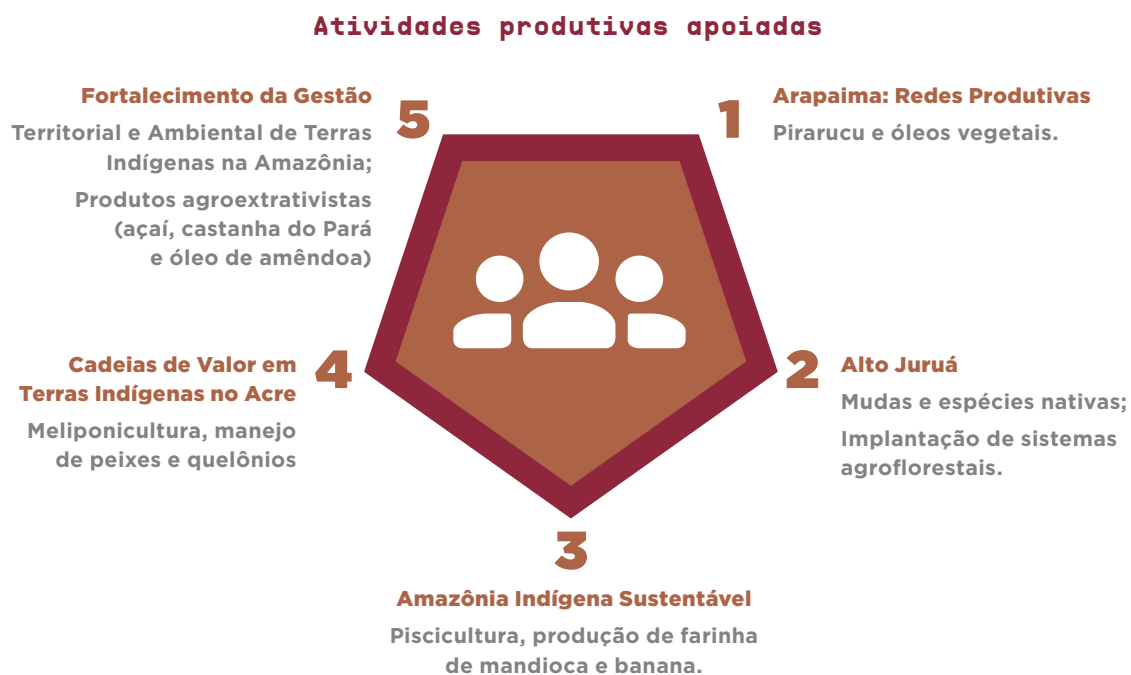 Atividades produtivas apoiadas
1
Arapaima: Redes Produtivas
Pirarucu e óleos vegetais.
2
Alto Juruá
Mudas e espécies nativas;
Implantação de sistemas
agroflorestais.
3
Amazônia Indígena Sustentável
Piscicultura, produção de farinha
de mandioca e banana.
4
Cadeias de Valor em
Terras Indígenas no Acre
Meliponicultura, manejo
de peixes e quelônios
5
Fortalecimento da Gestão
Territorial e Ambiental de Terras
Indígenas na Amazônia;
Produtos agroextrativistas
(açaí, castanha do Pará
e óleo de amêndoa)